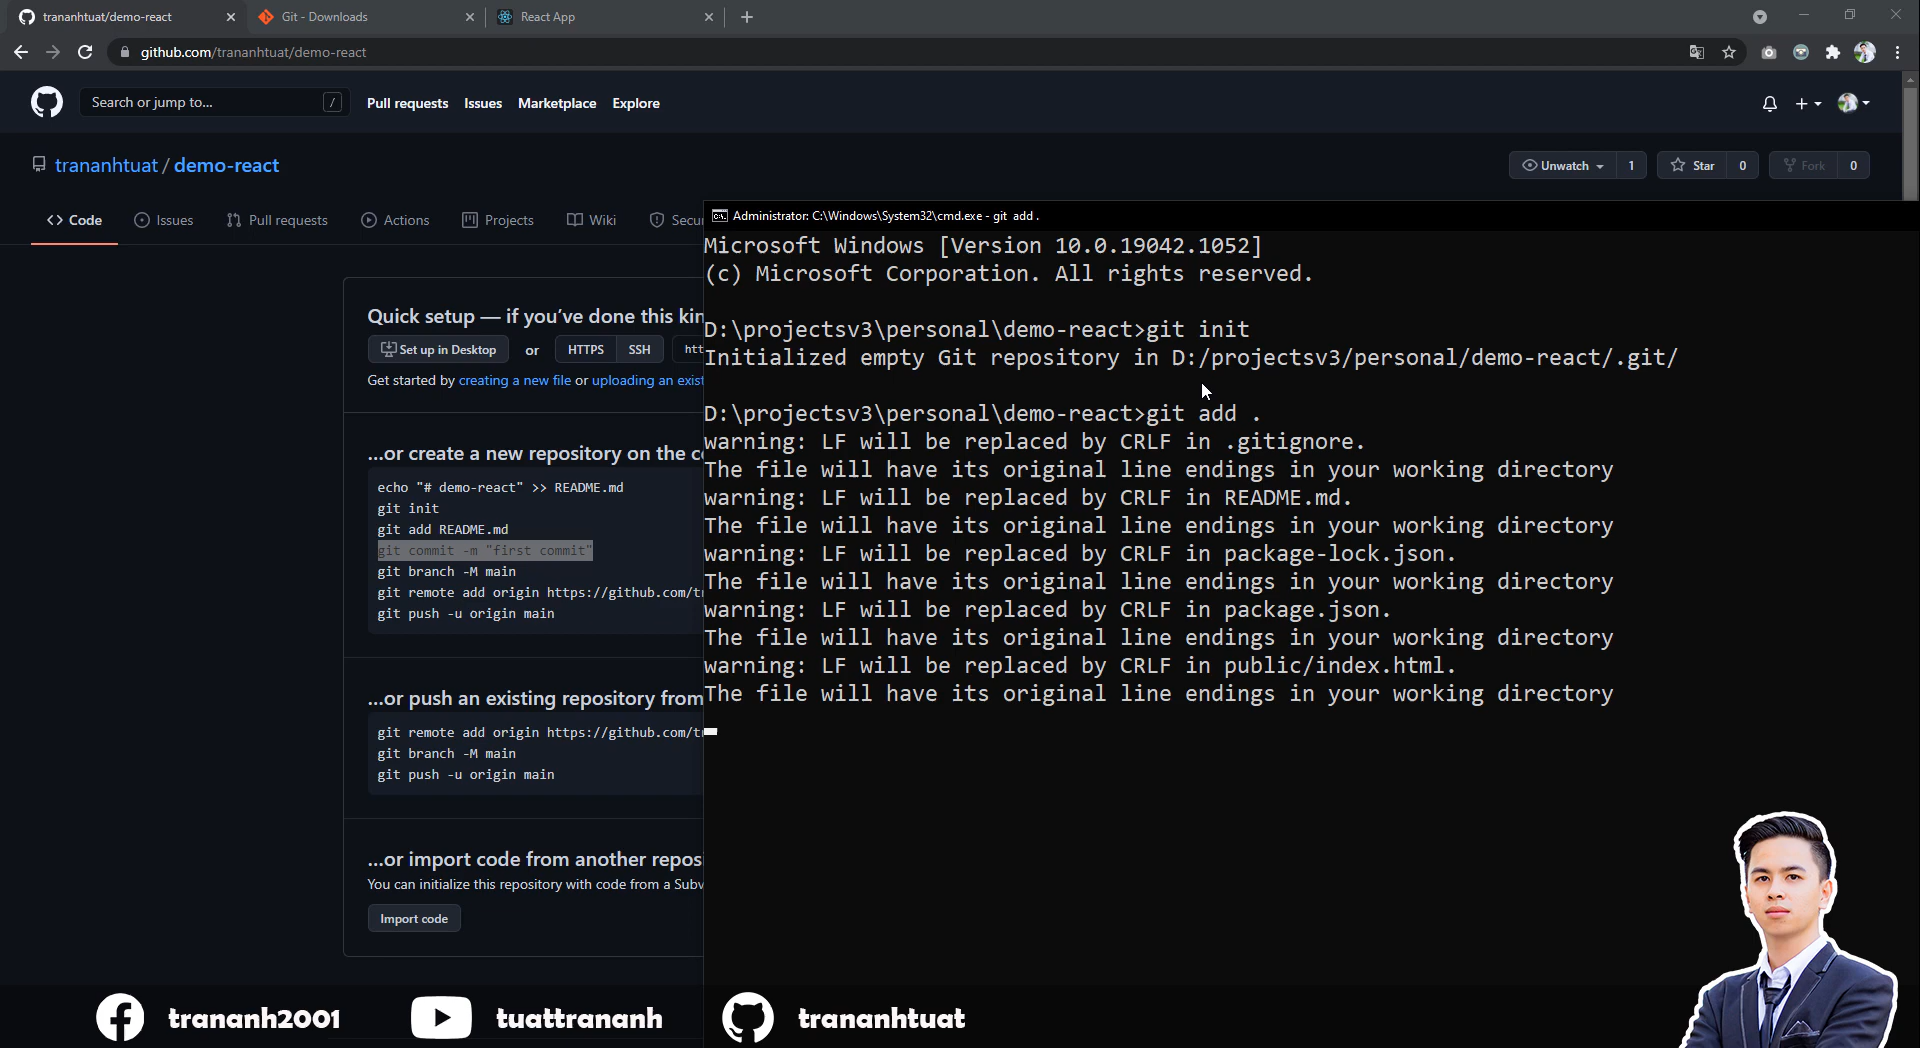 trananhtuat/demo-react
Git - Downloads
React App
github.com/trananhtuat/demo-react
Search or jump to...
/
Pull requests
Issues
Marketplace
Explore
trananhtuat / demo-react
Unwatch
1
Star
0
Fork
0
Code
Issues
Pull requests
Actions
Projects
Wiki
Secu
Quick setup — if you've done this kin
Set up in Desktop
or
HTTPS
SSH
htt
Get started by creating a new file or uploading an exist
...or create a new repository on the c
echo "# demo-react" >> README.md
git init
git add README.md
git commit -m "first commit"
git branch -M main
git remote add origin https://github.com/t
git push -u origin main
...or push an existing repository from
git remote add origin https://github.com/t
git branch -M main
git push -u origin main
...or import code from another repos
You can initialize this repository with code from a Subv
Import code
Administrator: C:\Windows\System32\cmd.exe - git add .
Microsoft Windows [Version 10.0.19042.1052]
(c) Microsoft Corporation. All rights reserved.
D:\projectsv3\personal\demo-react>git init
Initialized empty Git repository in D:/projectsv3/personal/demo-react/.git/
D:\projectsv3\personal\demo-react>git add .
warning: LF will be replaced by CRLF in .gitignore.
The file will have its original line endings in your working directory
warning: LF will be replaced by CRLF in README.md.
The file will have its original line endings in your working directory
warning: LF will be replaced by CRLF in package-lock.json.
The file will have its original line endings in your working directory
warning: LF will be replaced by CRLF in package.json.
The file will have its original line endings in your working directory
warning: LF will be replaced by CRLF in public/index.html.
The file will have its original line endings in your working directory
trananh2001
tuattrananh
trananhtuat